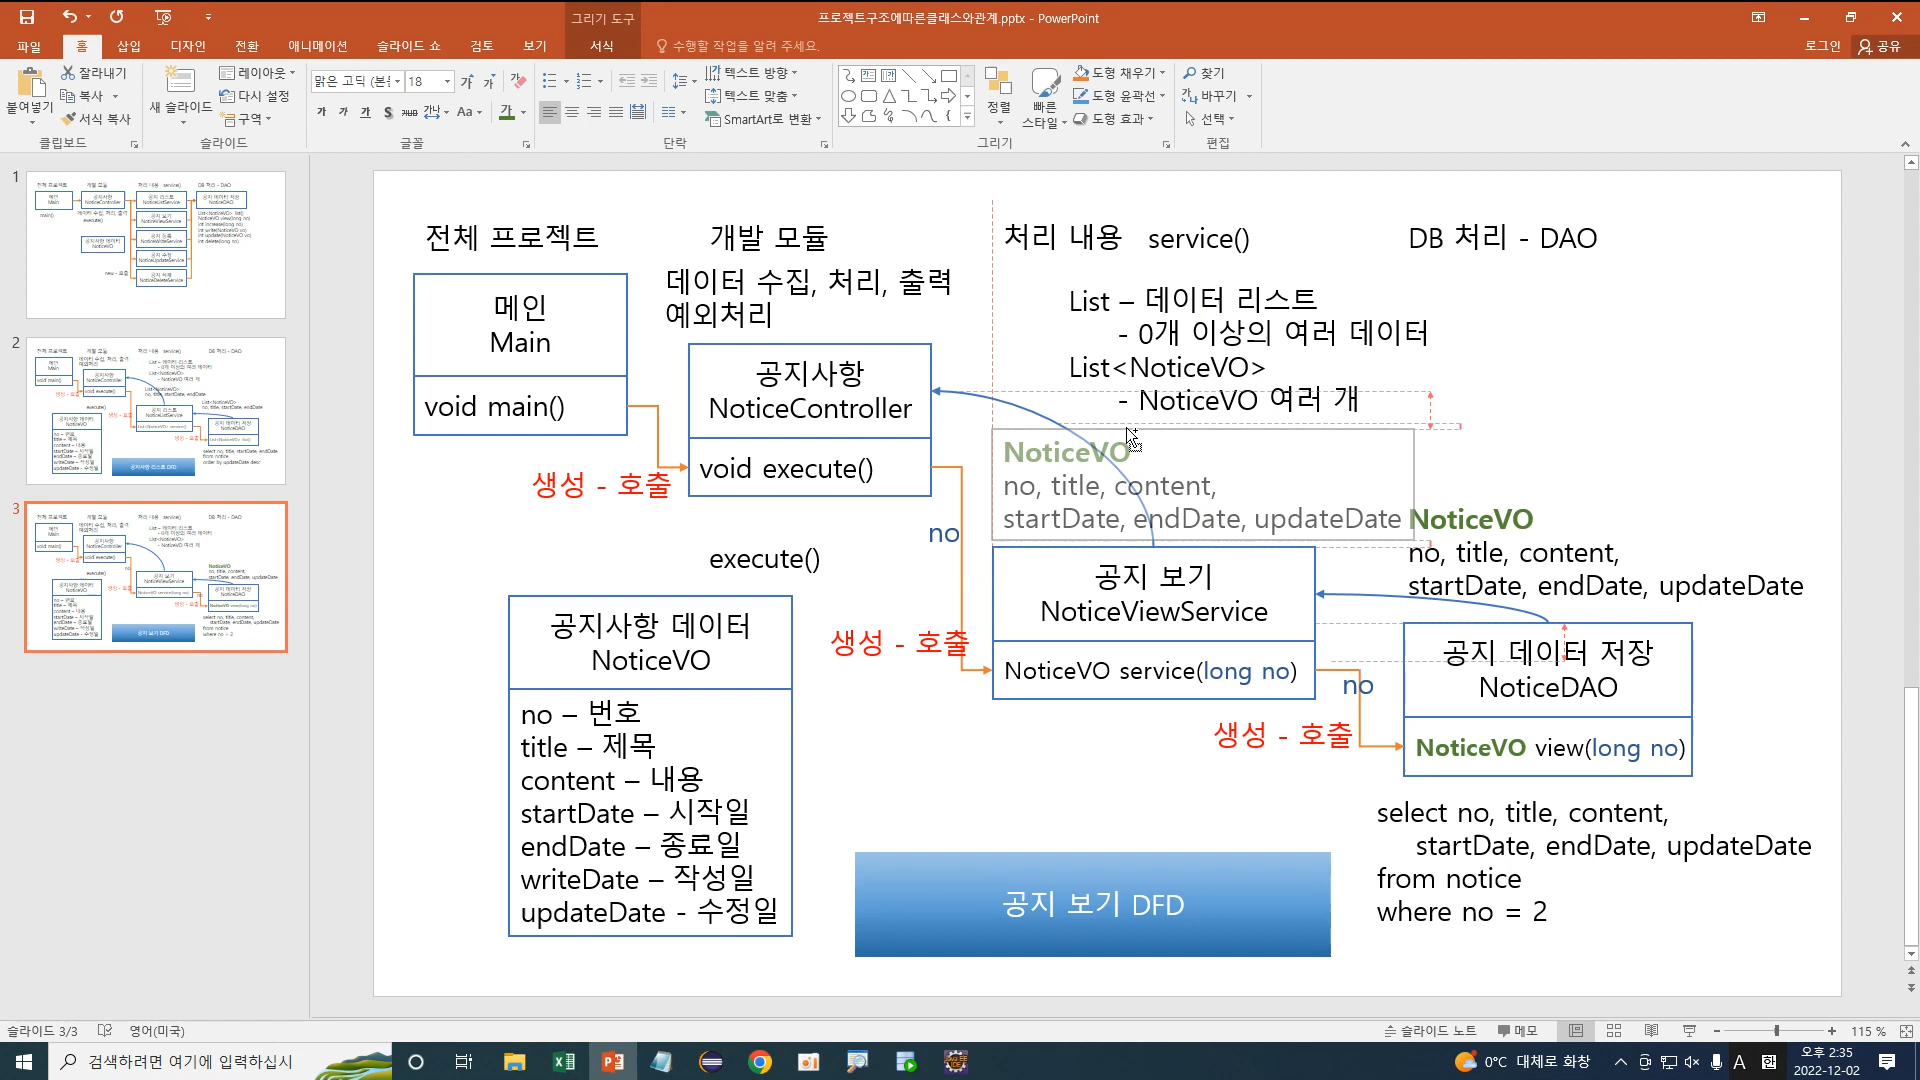 그리기 도구
프로젝트구조에따른클래스와관계.pptx - PowerPoint
파일 홈 삽입 디자인 전환 애니메이션 슬라이드 쇼 검토 보기 서식 수행할 작업을 알려 주세요. 로그인 공유
붙여넣기 잘라내기 복사 서식 복사 클립보드
새 슬라이드 레이아웃 다시 설정 구역 슬라이드
맑은 고딕 (본 18 글꼴
텍스트 방향 텍스트 맞춤 SmartArt로 변환 단락
정렬 빠른 스타일 도형 채우기 도형 윤곽선 도형 효과 그리기
찾기 바꾸기 선택 편집
1
2
3
전체 프로젝트
개발 모듈
처리 내용 service()
DB 처리 - DAO
데이터 수집, 처리, 출력
예외처리
메인
Main
void main()
공지사항
NoticeController
void execute()
생성 - 호출
List – 데이터 리스트
- 0개 이상의 여러 데이터
List<NoticeVO>
- NoticeVO 여러 개
NoticeVO
no, title, content,
startDate, endDate, updateDate
NoticeVO
no, title, content,
startDate, endDate, updateDate
no
execute()
공지 보기
NoticeViewService
NoticeVO service(long no)
생성 - 호출
공지사항 데이터
NoticeVO
no – 번호
title – 제목
content – 내용
startDate – 시작일
endDate – 종료일
writeDate – 작성일
updateDate - 수정일
no
공지 데이터 저장
NoticeDAO
NoticeVO view(long no)
생성 - 호출
select no, title, content,
startDate, endDate, updateDate
from notice
where no = 2
공지 보기 DFD
슬라이드 3/3 영어(미국) 슬라이드 노트 메모 115 %
검색하려면 여기에 입력하십시
0°C 대체로 화창
A
오후 2:35
2022-12-02